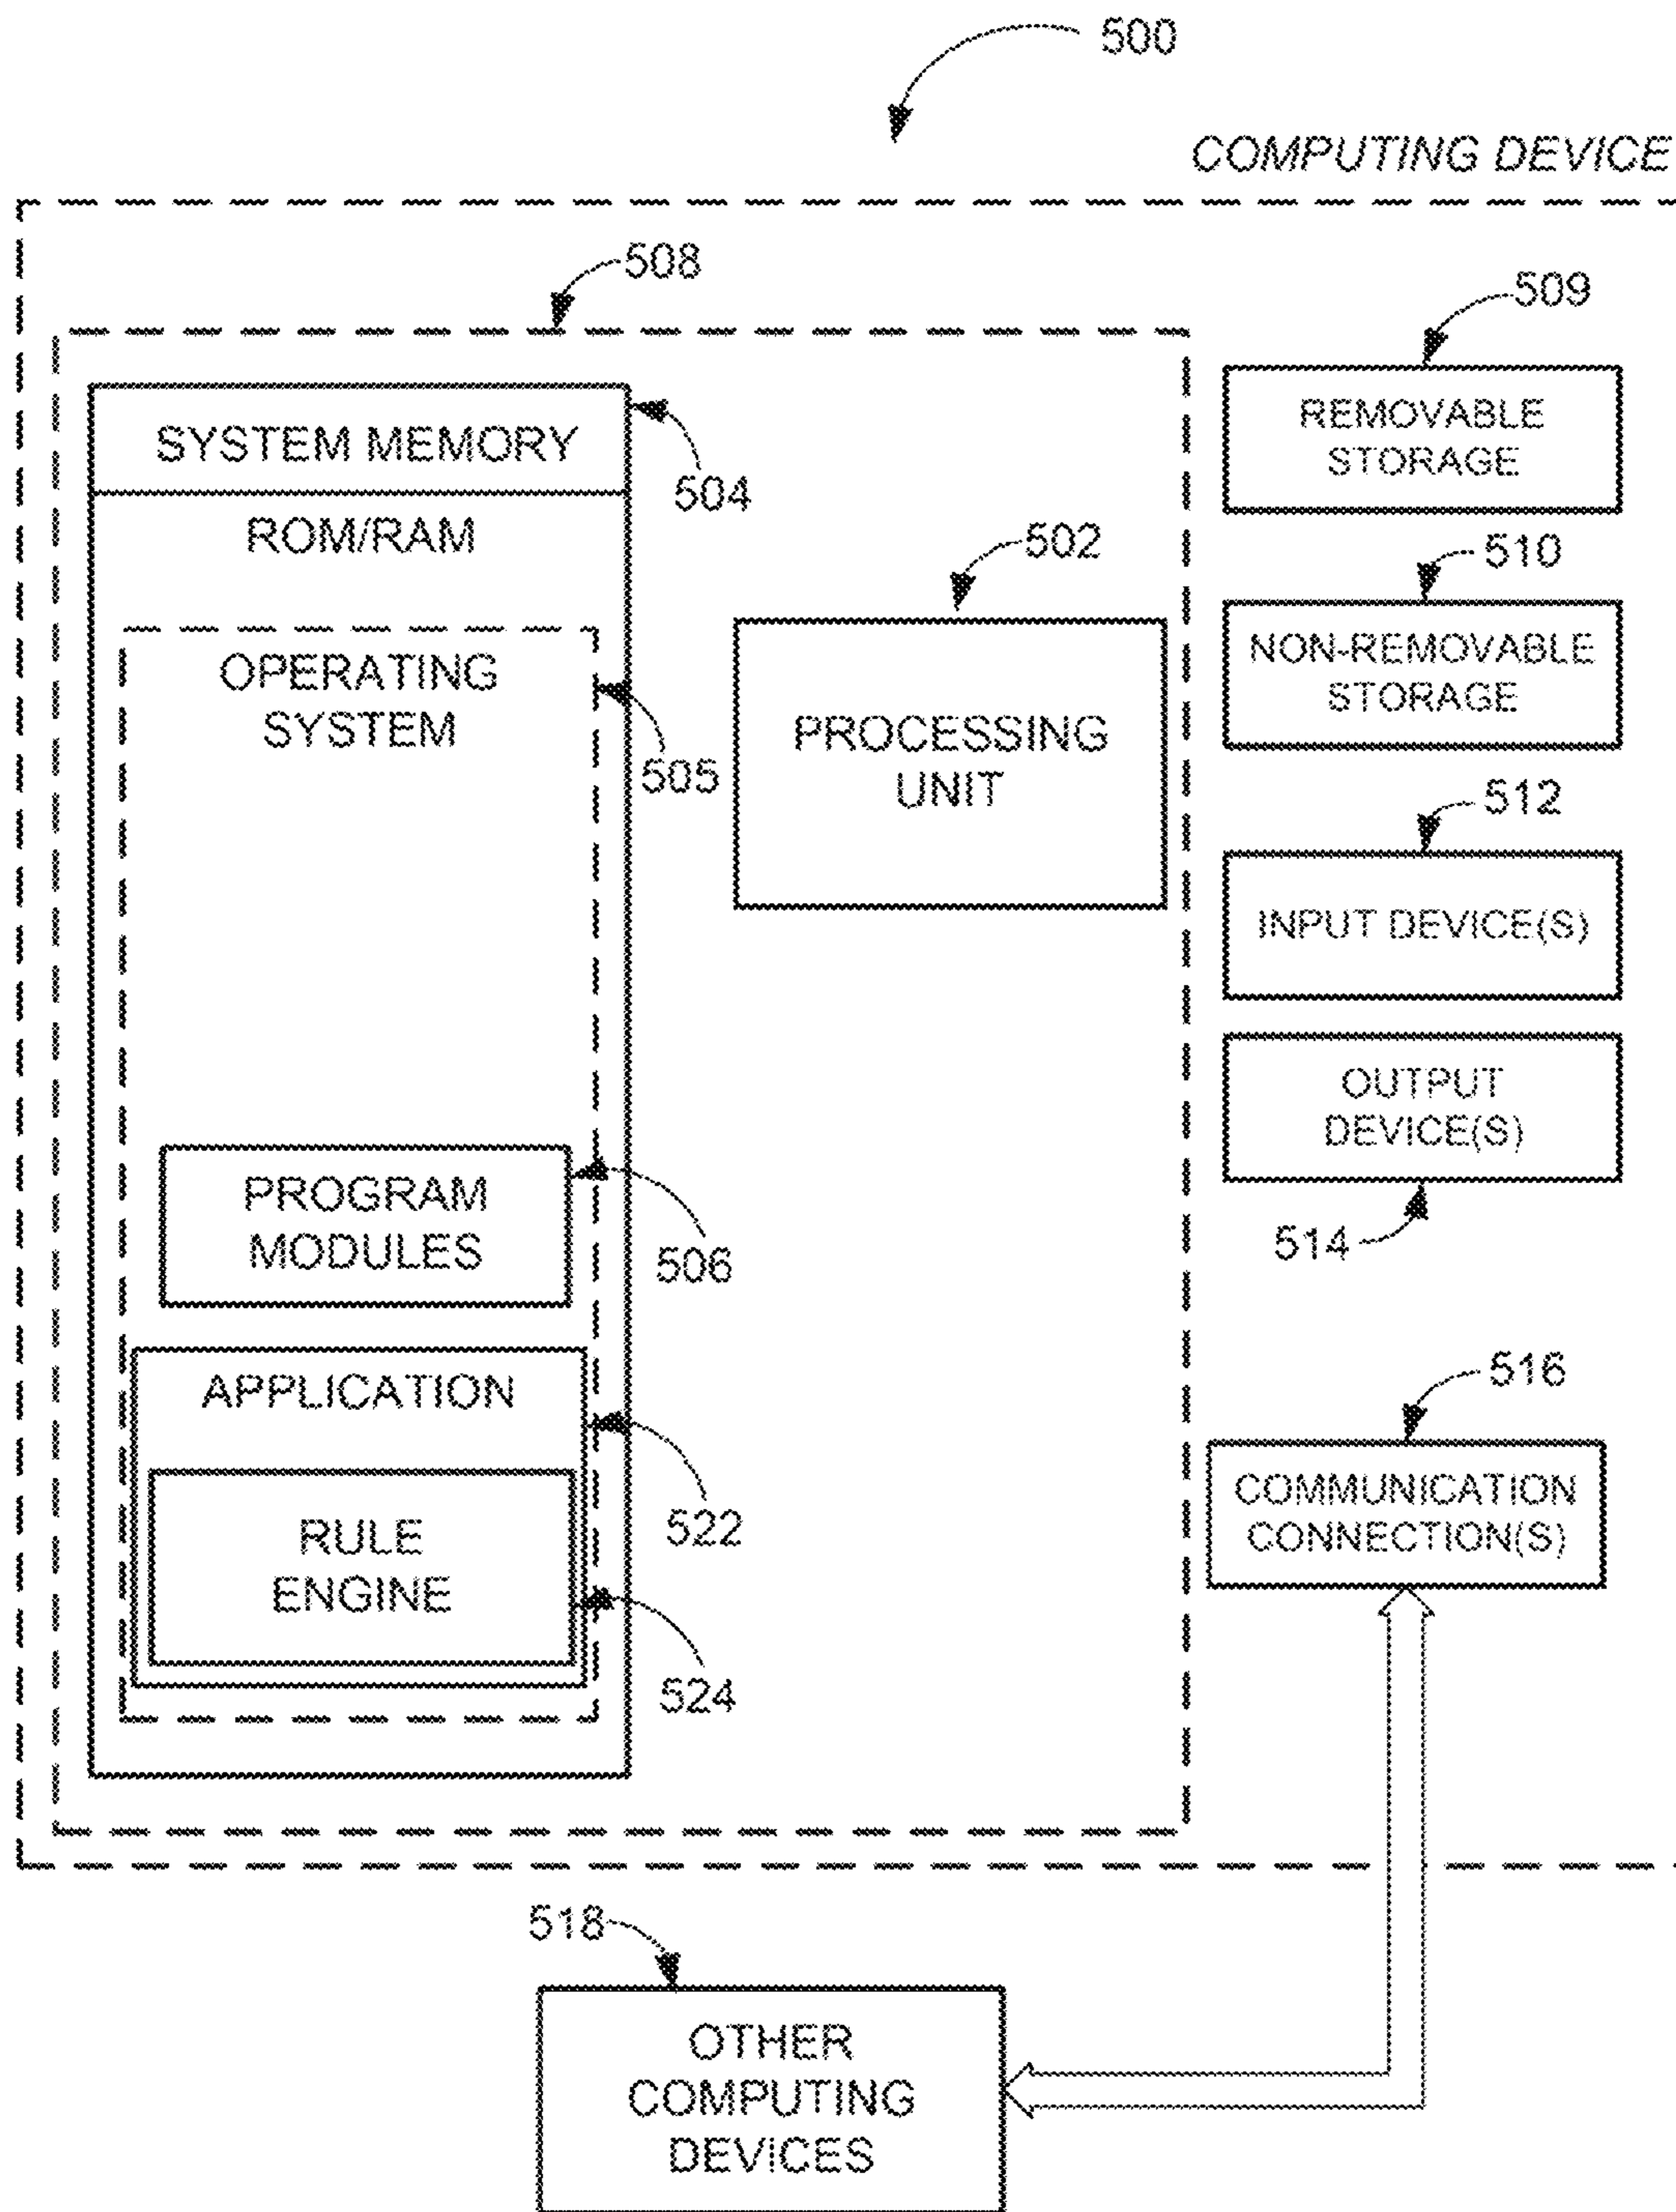 500
COMPUTING DEVICE
508
509
SYSTEM MEMORY
504
REMOVABLE
STORAGE
ROM/RAM
502
510
OPERATING
SYSTEM
505
PROCESSING
UNIT
NON-REMOVABLE
STORAGE
512
INPUT DEVICE(S)
OUTPUT
DEVICE(S)
514
PROGRAM
MODULES
506
APPLICATION
522
516
COMMUNICATION
CONNECTION(S)
RULE
ENGINE
524
518
OTHER
COMPUTING
DEVICES